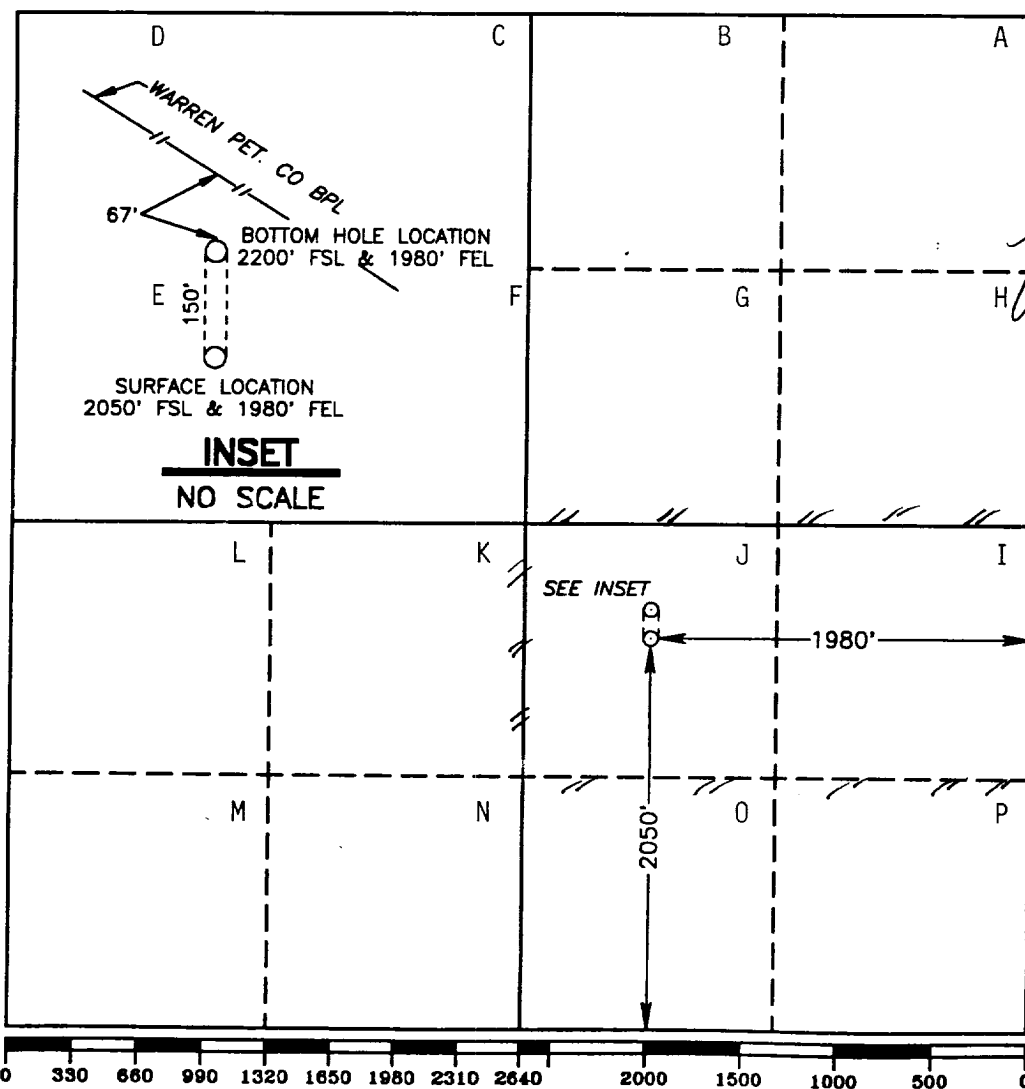 D C B A
WARREN PET. CO BPL
67'
BOTTOM HOLE LOCATION
2200' FSL & 1980' FEL
E F G H
150'
SURFACE LOCATION
2050' FSL & 1980' FEL
INSET
NO SCALE
L K J I
SEE INSET
1980'
2050'
M N O P
0 330 660 990 1320 1650 1980 2310 2640 2000 1500 1000 500 0